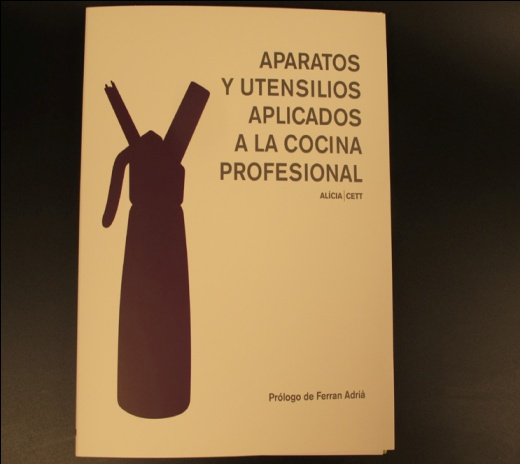 APARATOS
Y UTENSILIOS
APLICADOS
A LA COCINA
PROFESIONAL
ALÍCIA | CETT
Prólogo de Ferran Adrià